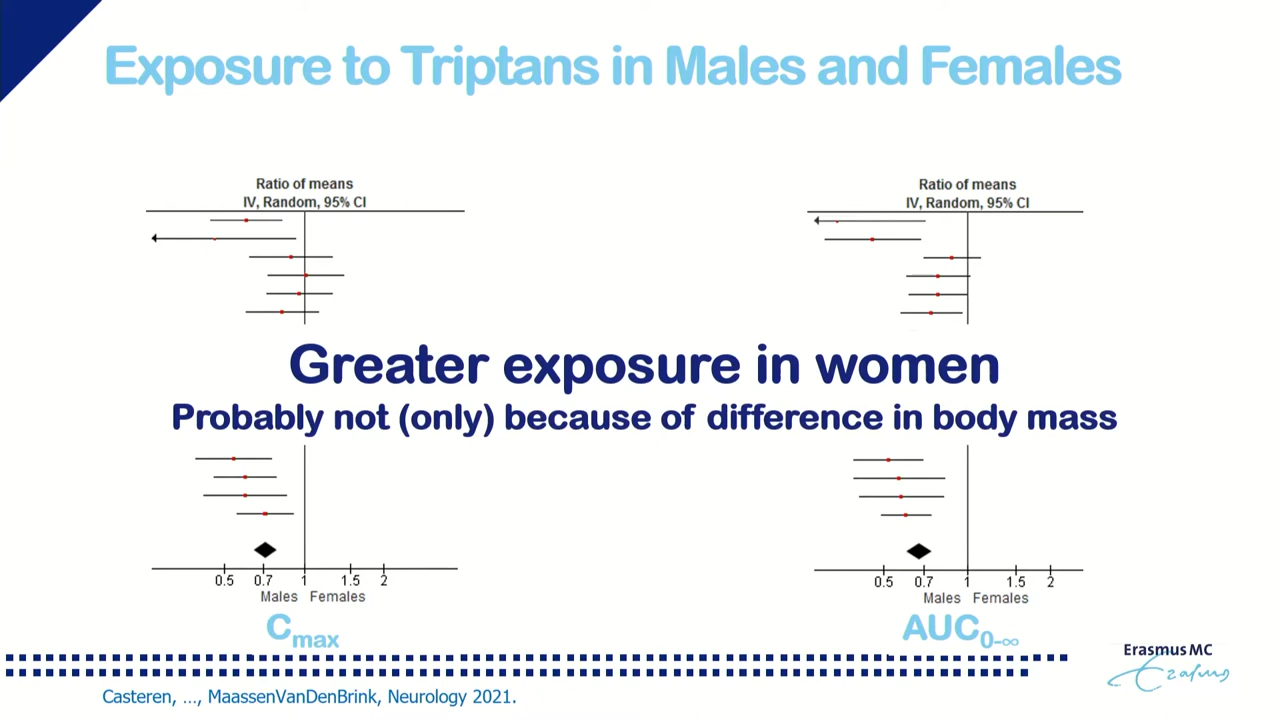 Exposure to Triptans in Males and Females
Ratio of means
IV, Random, 95% CI
Ratio of means
IV, Random, 95% CI
Greater exposure in women
Probably not (only) because of difference in body mass
0.5 0.7 1 1.5 2
Males Females
0.5 0.7 1 1.5 2
Males Females
Cmax
AUC0-∞
Erasmus MC
Erasmus
Casteren, ..., MaassenVanDenBrink, Neurology 2021.